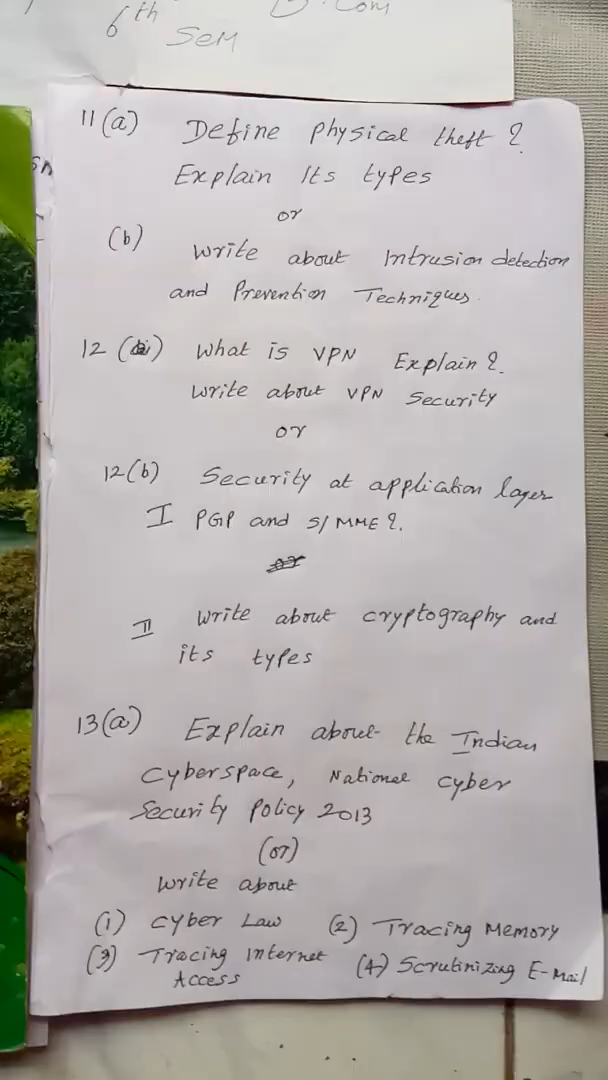 6th B.Com
Sem
11(a) Define physical theft?
Explain Its types
or
(b) Write about Intrusion detection
and Prevention Techniques.
12 (a) What is VPN Explain?
Write about VPN Security
or
12(b) Security at application layer
I PGP and S/MME?
or
II Write about cryptography and
its types
13(a) Explain about the Indian
Cyberspace, National cyber
Security Policy 2013
(or)
Write about
(1) Cyber Law (2) Tracing Memory
(3) Tracing Internet
Access (4) Scrutinizing E-Mail